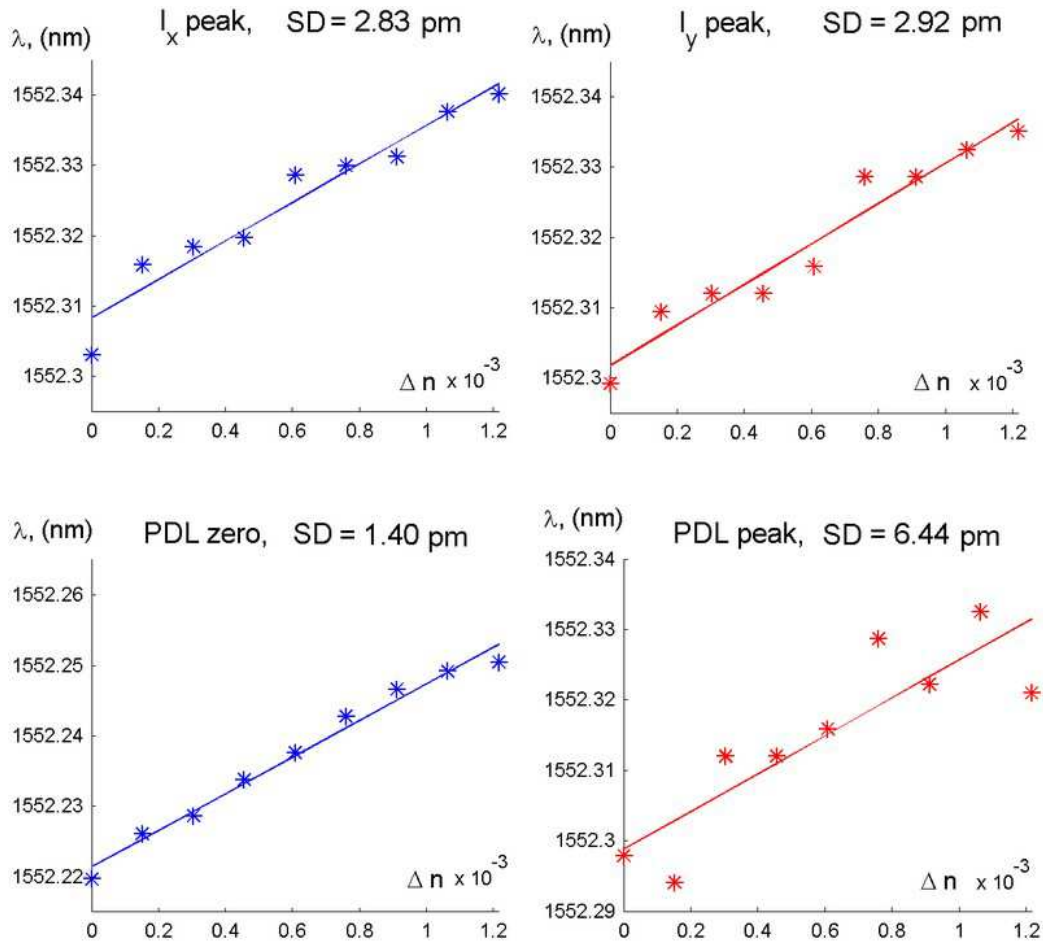 I_x peak, SD = 2.83 pm
λ, (nm)
1552.34
1552.33
1552.32
1552.31
1552.3
Δ n × 10^-3
0 0.2 0.4 0.6 0.8 1 1.2
I_y peak, SD = 2.92 pm
λ, (nm)
1552.34
1552.33
1552.32
1552.31
1552.3
Δ n × 10^-3
0 0.2 0.4 0.6 0.8 1 1.2
PDL zero, SD = 1.40 pm
λ, (nm)
1552.26
1552.25
1552.24
1552.23
1552.22
Δ n × 10^-3
0 0.2 0.4 0.6 0.8 1 1.2
PDL peak, SD = 6.44 pm
λ, (nm)
1552.34
1552.33
1552.32
1552.31
1552.3
1552.29
Δ n × 10^-3
0 0.2 0.4 0.6 0.8 1 1.2